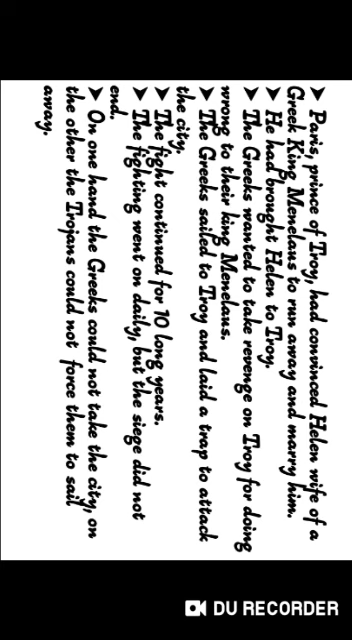 ➤ Paris, prince of Troy, had convinced Helen wife of a
Greek King, Menelaus to run away and marry him.
➤ He had brought Helen to Troy.
➤ The Greeks wanted to take revenge on Troy for doing
wrong to their king Menelaus.
➤ The Greeks sailed to Troy and laid a trap to attack
the city.
➤ The fight continued for 10 long years.
➤ The fighting went on daily, but the siege did not
end.
➤ On one hand the Greeks could not take the city, on
the other the Trojans could not force them to sail
away.
DU RECORDER